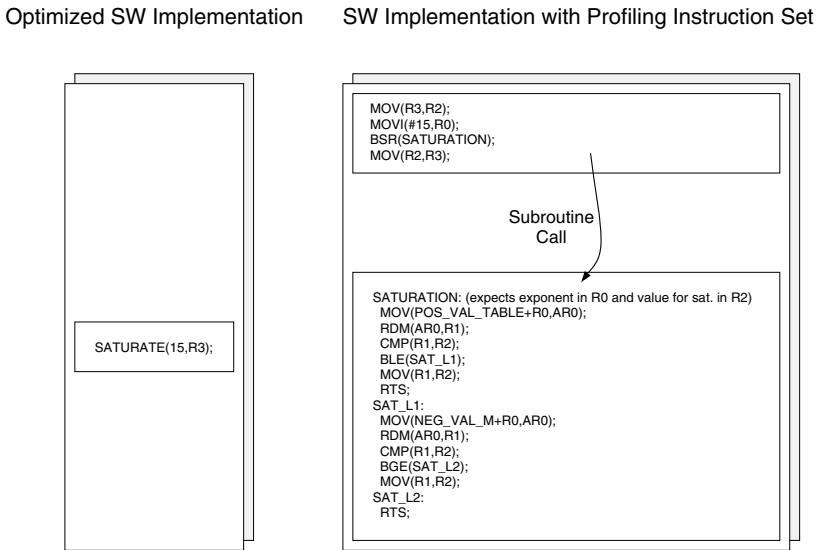 Optimized SW Implementation
SW Implementation with Profiling Instruction Set
MOV(R3,R2);
MOVI(#15,R0);
BSR(SATURATION);
MOV(R2,R3);
Subroutine
Call
SATURATE(15,R3);
SATURATION: (expects exponent in R0 and value for sat. in R2)
MOV(POS_VAL_TABLE+R0,AR0);
RDM(AR0,R1);
CMP(R1,R2);
BLE(SAT_L1);
MOV(R1,R2);
RTS;
SAT_L1:
MOV(NEG_VAL_M+R0,AR0);
RDM(AR0,R1);
CMP(R1,R2);
BGE(SAT_L2);
MOV(R1,R2);
SAT_L2:
RTS;